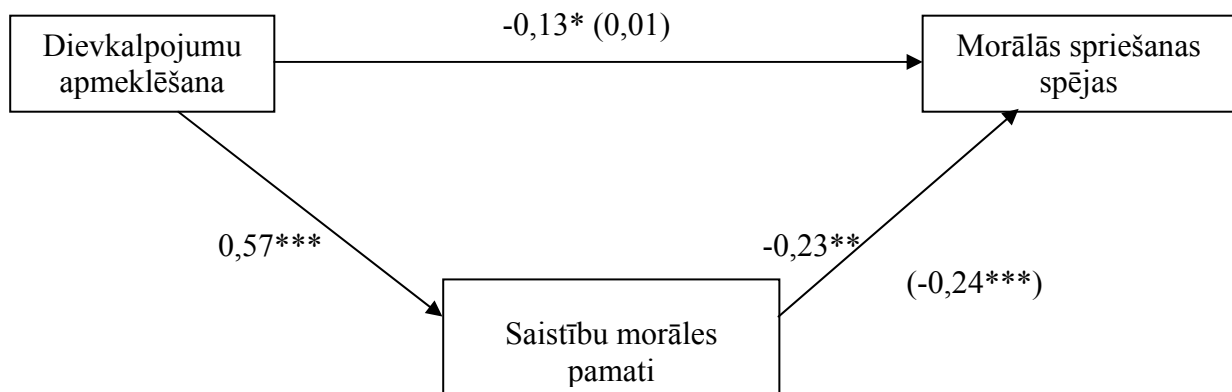 -0,13* (0,01)
Dievkalpojumu
apmeklēšana
Morālās spriešanas
spējas
0,57***
-0,23**
(-0,24***)
Saistību morāles
pamati